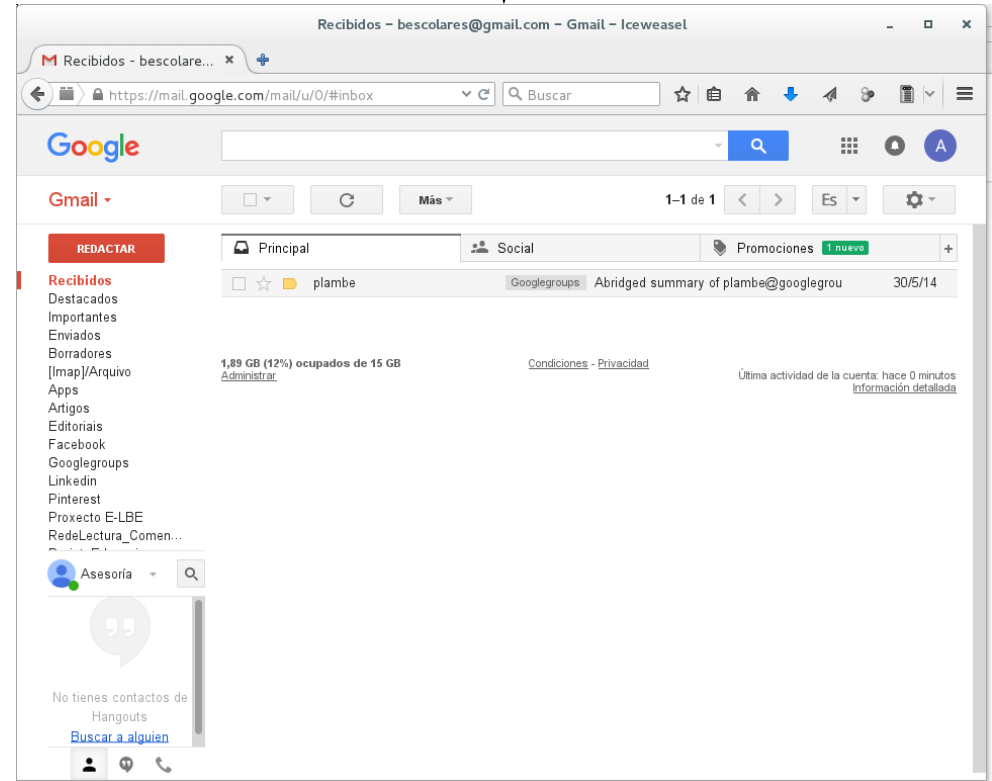 Recibidos – bescolares@gmail.com – Gmail – Iceweasel
Recibidos - bescolare...
https://mail.google.com/mail/u/0/#inbox
Buscar
Google
A
Gmail
Más
1–1 de 1
Es
REDACTAR
Principal
Social
Promociones 1 nuevo
+
Recibidos
plambe Googlegroups Abridged summary of plambe@googlegrou 30/5/14
Destacados
Importantes
Enviados
Borradores
[Imap]/Arquivo
Apps
Artigos
Editoriais
Facebook
Googlegroups
Linkedin
Pinterest
Proxecto E-LBE
RedeLectura_Comen...
1,89 GB (12%) ocupados de 15 GB
Administrar
Condiciones - Privacidad
Última actividad de la cuenta: hace 0 minutos
Información detallada
Asesoría
No tienes contactos de
Hangouts
Buscar a alguien